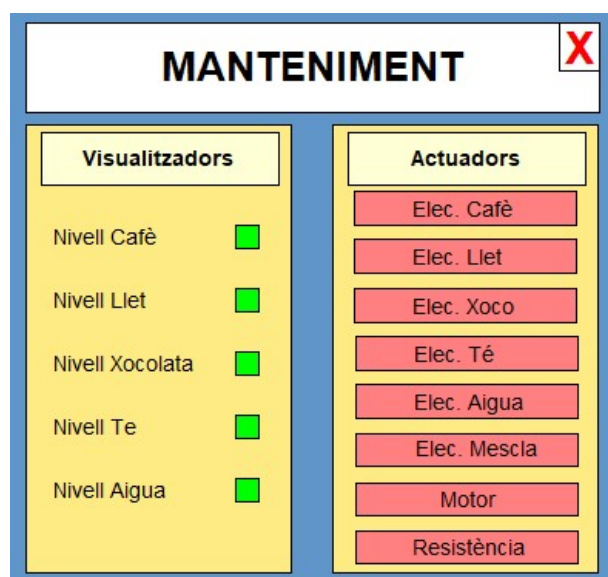 MANTENIMENT
X
Visualitzadors
Nivell Cafè
Nivell Llet
Nivell Xocolata
Nivell Te
Nivell Aigua
Actuadors
Elec. Cafè
Elec. Llet
Elec. Xoco
Elec. Té
Elec. Aigua
Elec. Mescla
Motor
Resistència